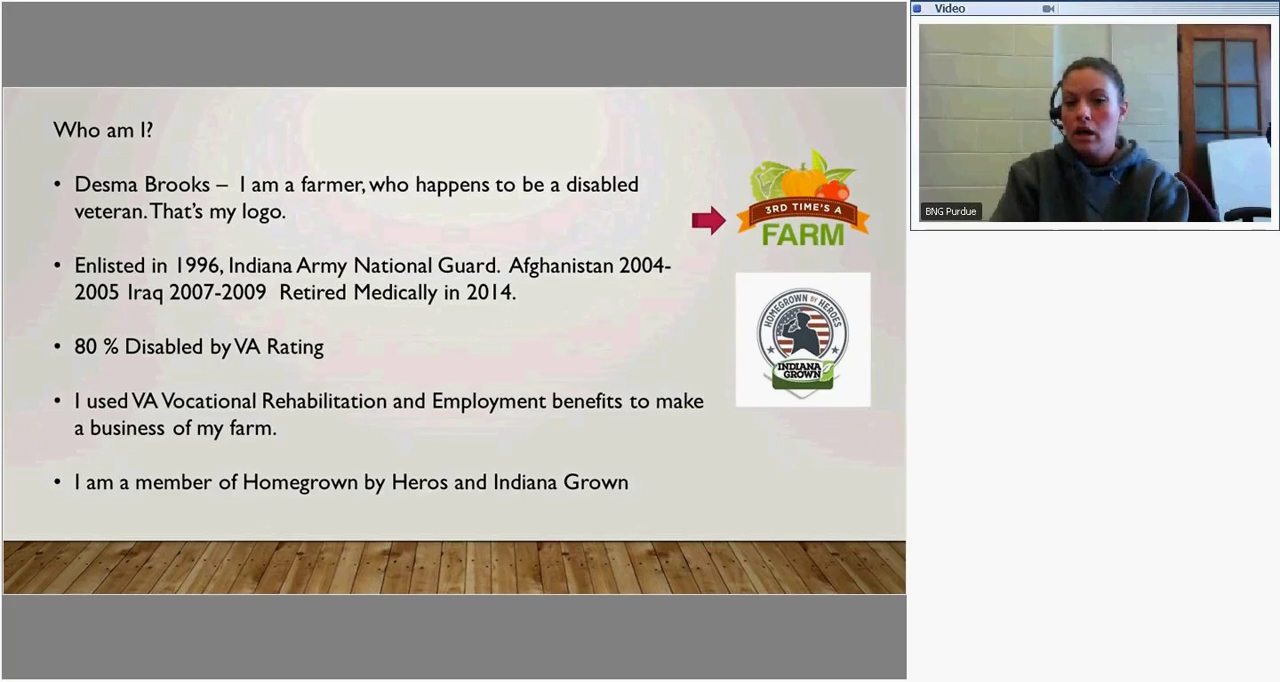 Video
Who am I?
• Desma Brooks – I am a farmer, who happens to be a disabled
veteran. That's my logo.
• Enlisted in 1996, Indiana Army National Guard. Afghanistan 2004-
2005 Iraq 2007-2009 Retired Medically in 2014.
• 80 % Disabled by VA Rating
• I used VA Vocational Rehabilitation and Employment benefits to make
a business of my farm.
• I am a member of Homegrown by Heros and Indiana Grown
3RD TIME'S A
FARM
HOMEGROWN BY HEROES
INDIANA
GROWN
BNG Purdue